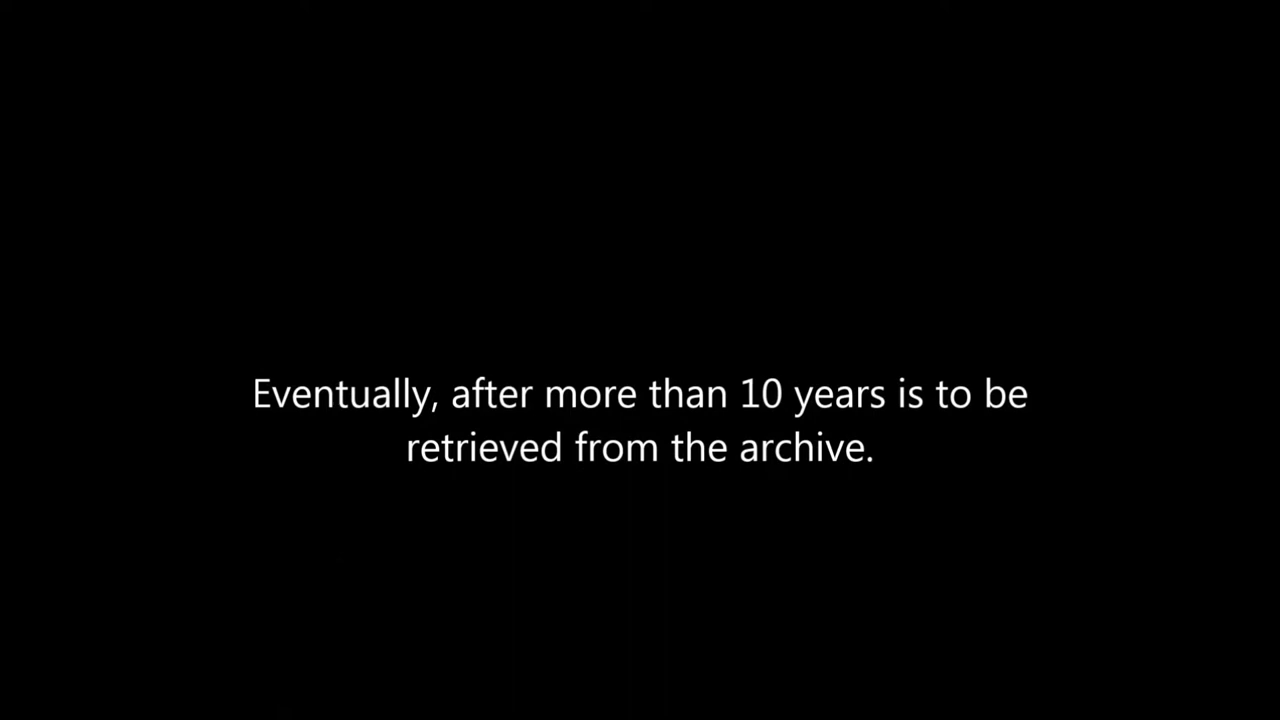 Eventually, after more than 10 years is to be
retrieved from the archive.